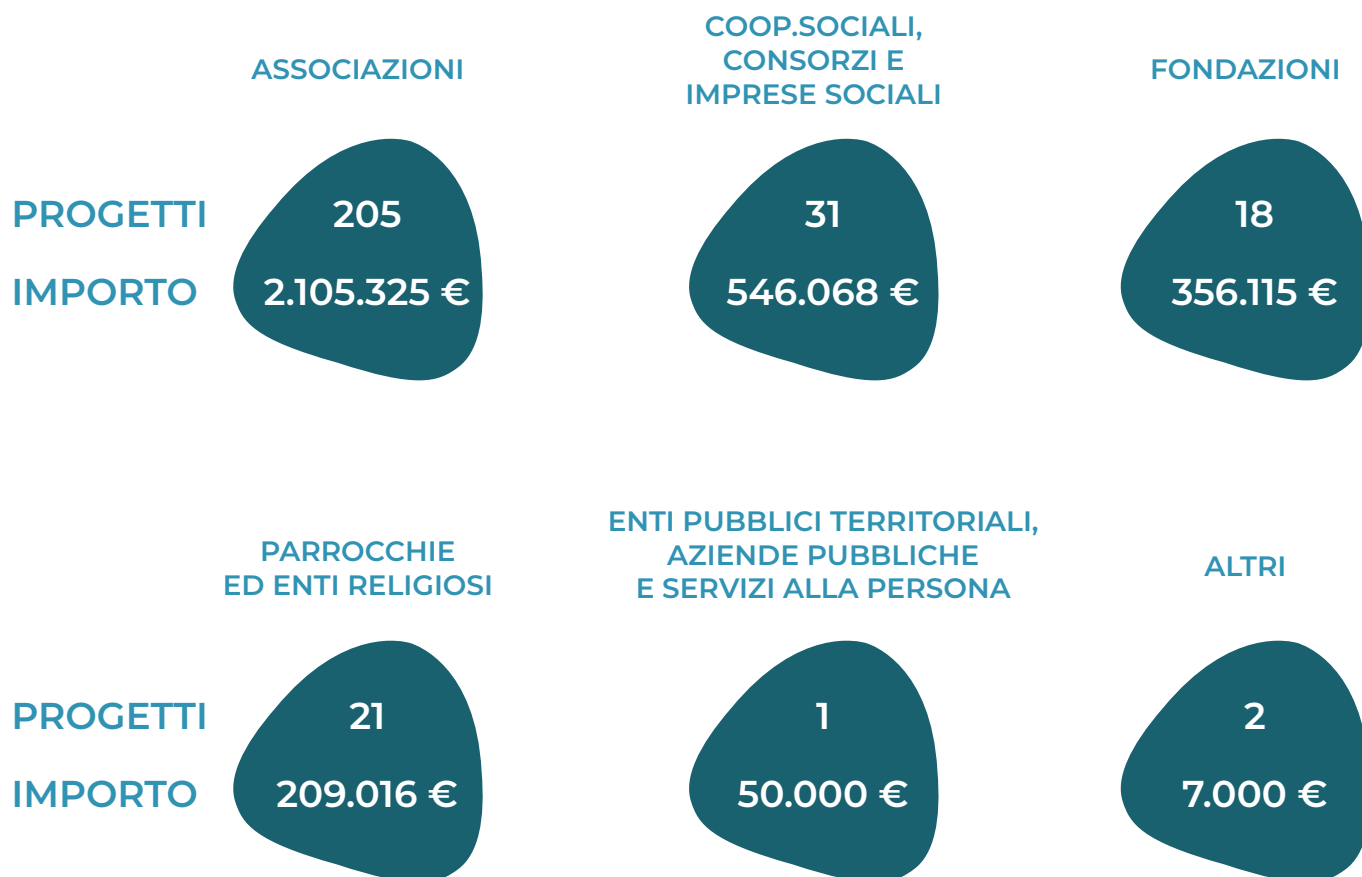 ASSOCIAZIONI
COOP.SOCIALI,
CONSORZI E
IMPRESE SOCIALI
FONDAZIONI
PROGETTI 205 31 18
IMPORTO 2.105.325 € 546.068 € 356.115 €
PARROCCHIE
ED ENTI RELIGIOSI
ENTI PUBBLICI TERRITORIALI,
AZIENDE PUBBLICHE
E SERVIZI ALLA PERSONA
ALTRI
PROGETTI 21 1 2
IMPORTO 209.016 € 50.000 € 7.000 €